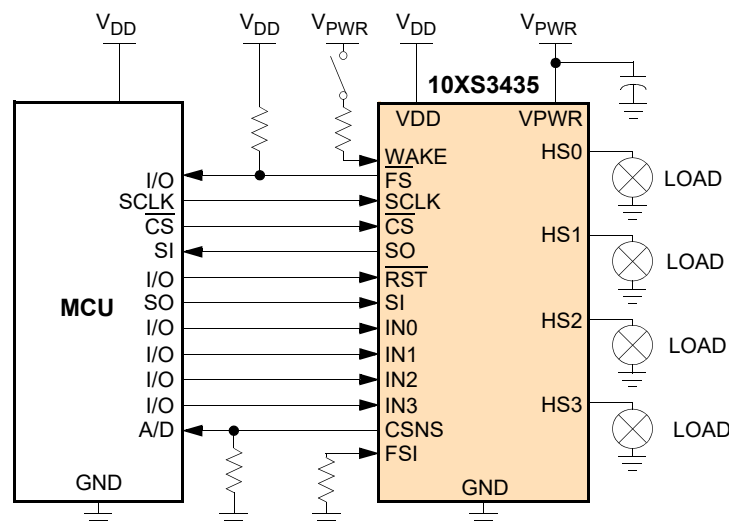 VDD VDD VPWR VDD VPWR
10XS3435
VDD VPWR
WAKE HS0
I/O FS LOAD
SCLK SCLK
CS CS HS1
SI SO LOAD
I/O RST
MCU SO SI
I/O IN0 HS2
I/O IN1 LOAD
I/O IN2
I/O IN3 HS3
A/D CSNS LOAD
FSI
GND GND